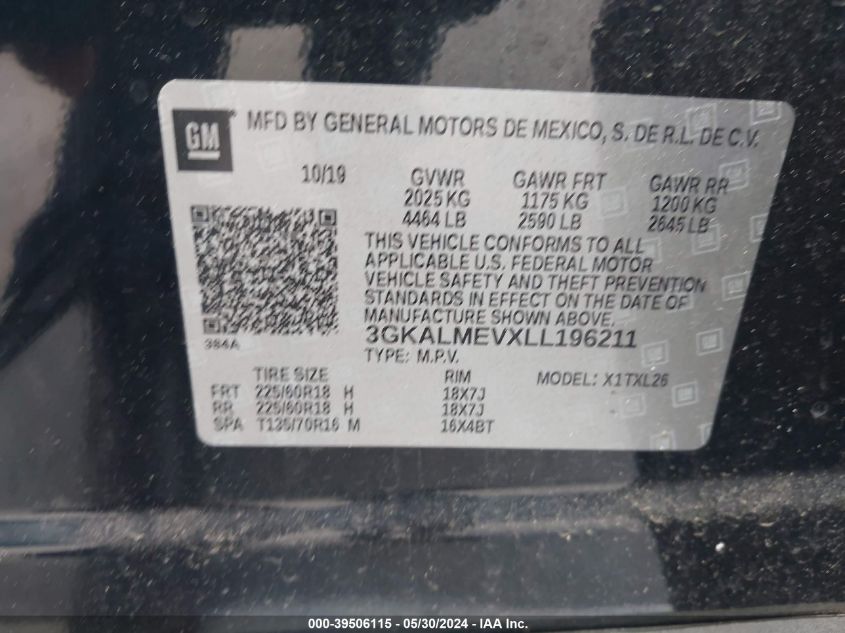 GM
MFD BY GENERAL MOTORS DE MEXICO, S. DE R.L. DE C.V.
10/19 GVWR GAWR FRT GAWR RR
2025 KG 1175 KG 1200 KG
4464 LB 2590 LB 2645 LB
THIS VEHICLE CONFORMS TO ALL
APPLICABLE U.S. FEDERAL MOTOR
VEHICLE SAFETY AND THEFT PREVENTION
STANDARDS IN EFFECT ON THE DATE OF
MANUFACTURE SHOWN ABOVE.
384A
3GKALMEVXLL196211
TYPE: M.P.V.
TIRE SIZE RIM MODEL: X1TXL26
FRT 225/60R18 H 18X7J
RR 225/60R18 H 18X7J
SPA T135/70R16 M 16X4BT
000-39506115 - 05/30/2024 - IAA Inc.